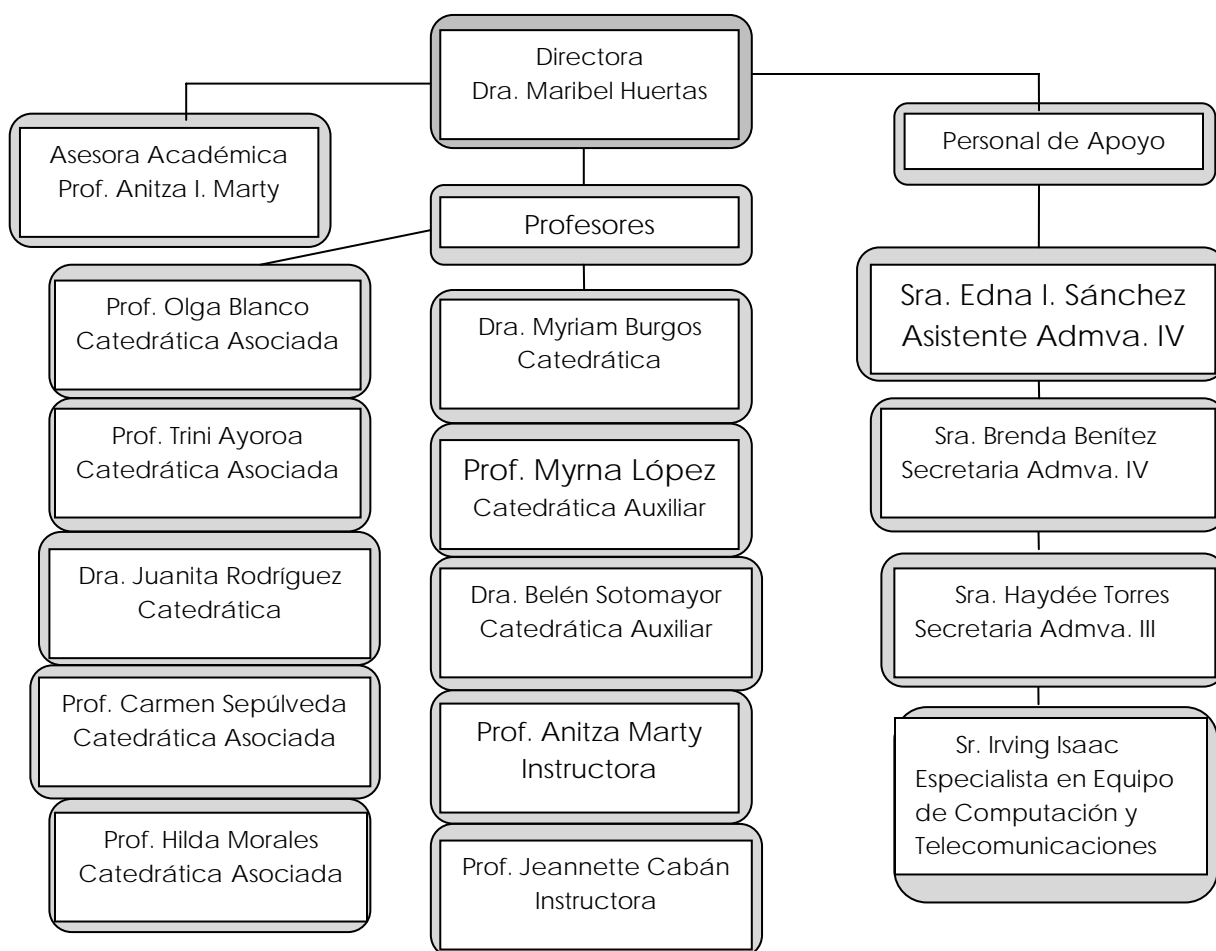 Directora
Dra. Maribel Huertas
Asesora Académica
Prof. Anitza I. Marty
Personal de Apoyo
Profesores
Prof. Olga Blanco
Catedrática Asociada
Prof. Trini Ayoroa
Catedrática Asociada
Dra. Juanita Rodríguez
Catedrática
Prof. Carmen Sepúlveda
Catedrática Asociada
Prof. Hilda Morales
Catedrática Asociada
Dra. Myriam Burgos
Catedrática
Prof. Myrna López
Catedrática Auxiliar
Dra. Belén Sotomayor
Catedrática Auxiliar
Prof. Anitza Marty
Instructora
Prof. Jeannette Cabán
Instructora
Sra. Edna I. Sánchez
Asistente Admva. IV
Sra. Brenda Benítez
Secretaria Admva. IV
Sra. Haydée Torres
Secretaria Admva. III
Sr. Irving Isaac
Especialista en Equipo
de Computación y
Telecomunicaciones